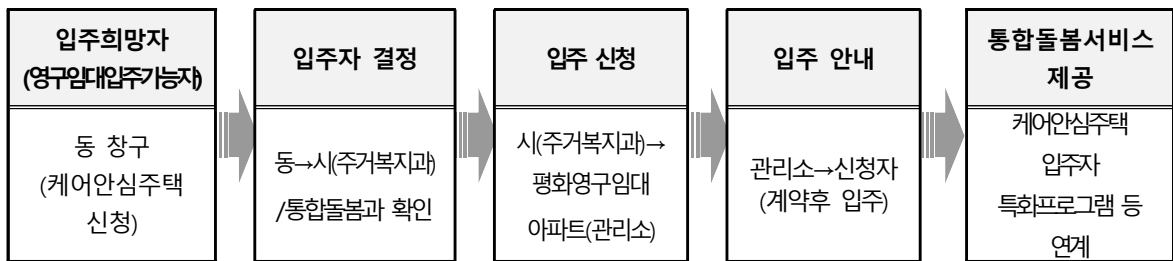 입주희망자
(영구임대입주가능자)
동 창구
(케어안심주택
신청)
입주자 결정
동→시(주거복지과)
/통합돌봄과 확인
입주 신청
시(주거복지과)→
평화영구임대
아파트(관리소)
입주 안내
관리소→신청자
(계약후 입주)
통합돌봄서비스
제공
케어안심주택
입주자
특화프로그램 등
연계